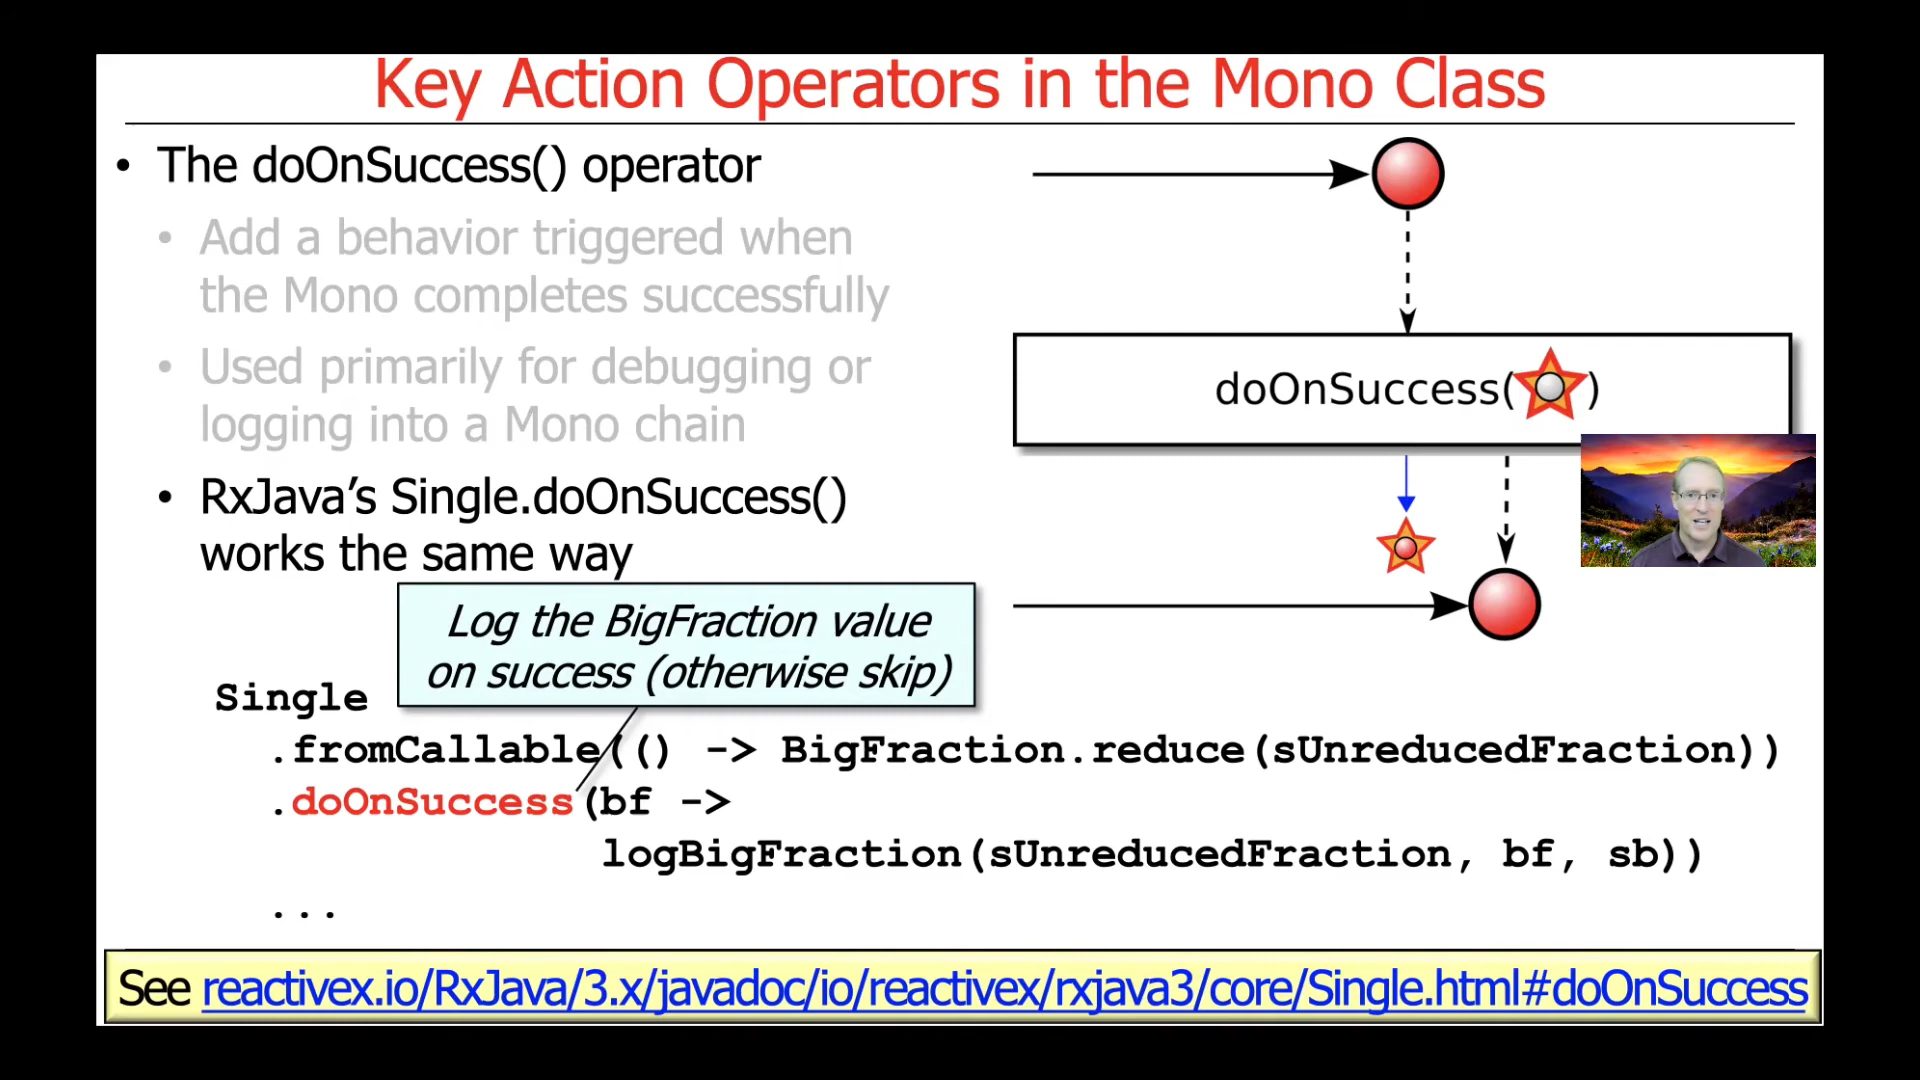 Key Action Operators in the Mono Class
• The doOnSuccess() operator
• Add a behavior triggered when
the Mono completes successfully
• Used primarily for debugging or
logging into a Mono chain
• RxJava’s Single.doOnSuccess()
works the same way
doOnSuccess( )
Log the BigFraction value
on success (otherwise skip)
Single
.fromCallable(() -> BigFraction.reduce(sUnreducedFraction))
.doOnSuccess(bf ->
logBigFraction(sUnreducedFraction, bf, sb))
...
See reactivex.io/RxJava/3.x/javadoc/io/reactivex/rxjava3/core/Single.html#doOnSuccess